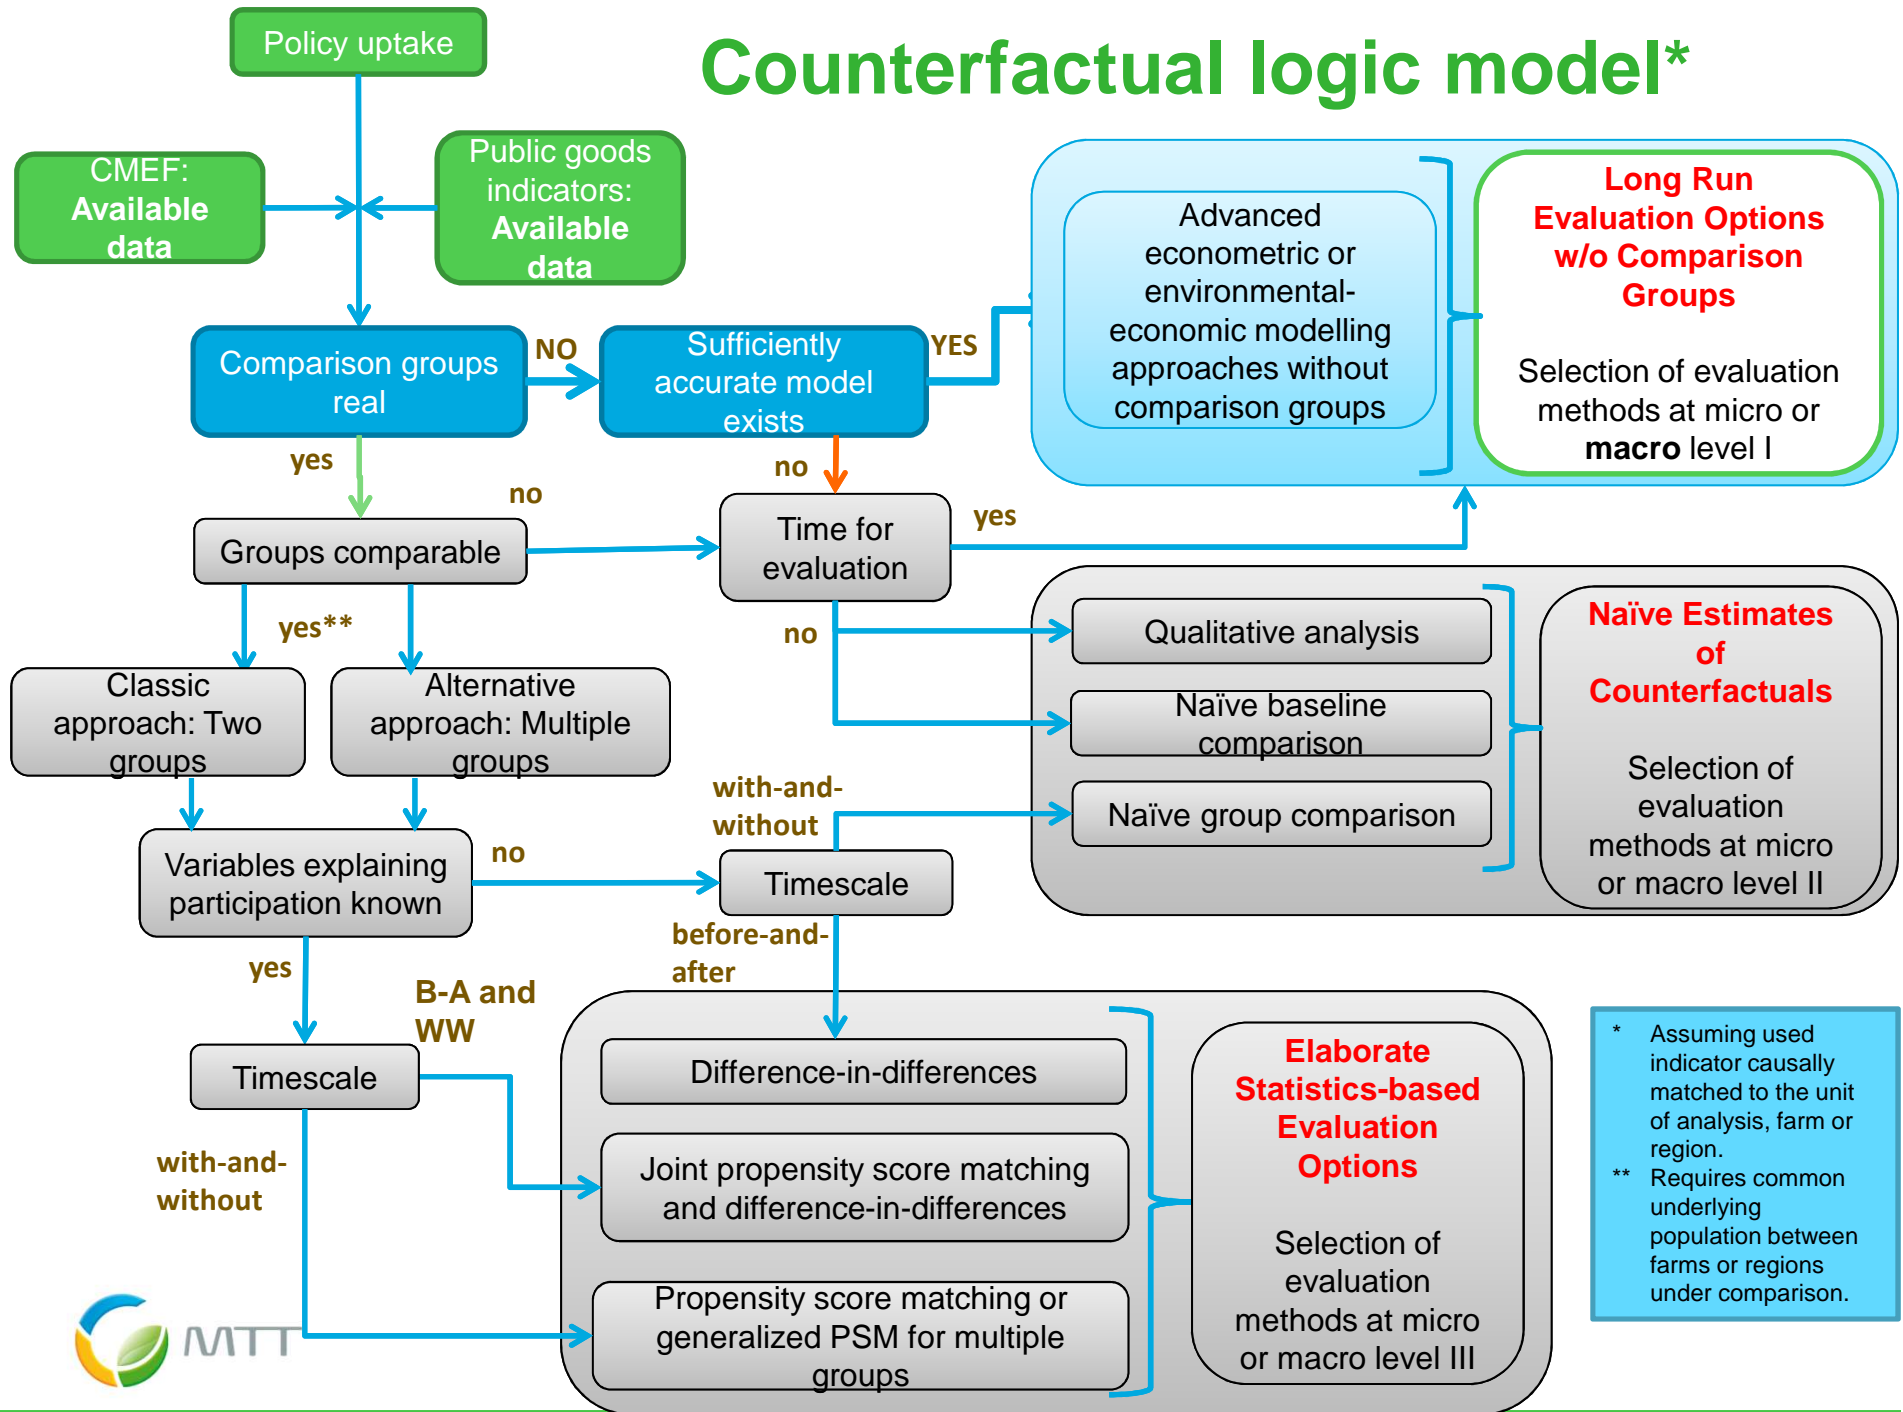 Counterfactual logic model*
Policy uptake
CMEF:
Available
data
Public goods
indicators:
Available
data
Comparison groups
real
NO
Sufficiently
accurate model
exists
YES
Advanced
econometric or
environmental-
economic modelling
approaches without
comparison groups
Long Run
Evaluation Options
w/o Comparison
Groups
Selection of evaluation
methods at micro or
macro level I
yes
no
no
Groups comparable
Time for
evaluation
yes
yes**
no
Classic
approach: Two
groups
Alternative
approach: Multiple
groups
Qualitative analysis
Naïve baseline
comparison
Naïve group comparison
Naïve Estimates
of
Counterfactuals
Selection of
evaluation
methods at micro
or macro level II
with-and-
without
Variables explaining
participation known
no
Timescale
before-and-
after
yes
B-A and
WW
Timescale
with-and-
without
Difference-in-differences
Joint propensity score matching
and difference-in-differences
Propensity score matching or
generalized PSM for multiple
groups
Elaborate
Statistics-based
Evaluation
Options
Selection of
evaluation
methods at micro
or macro level III
* Assuming used
indicator causally
matched to the unit
of analysis, farm or
region.
** Requires common
underlying
population between
farms or regions
under comparison.
MTT